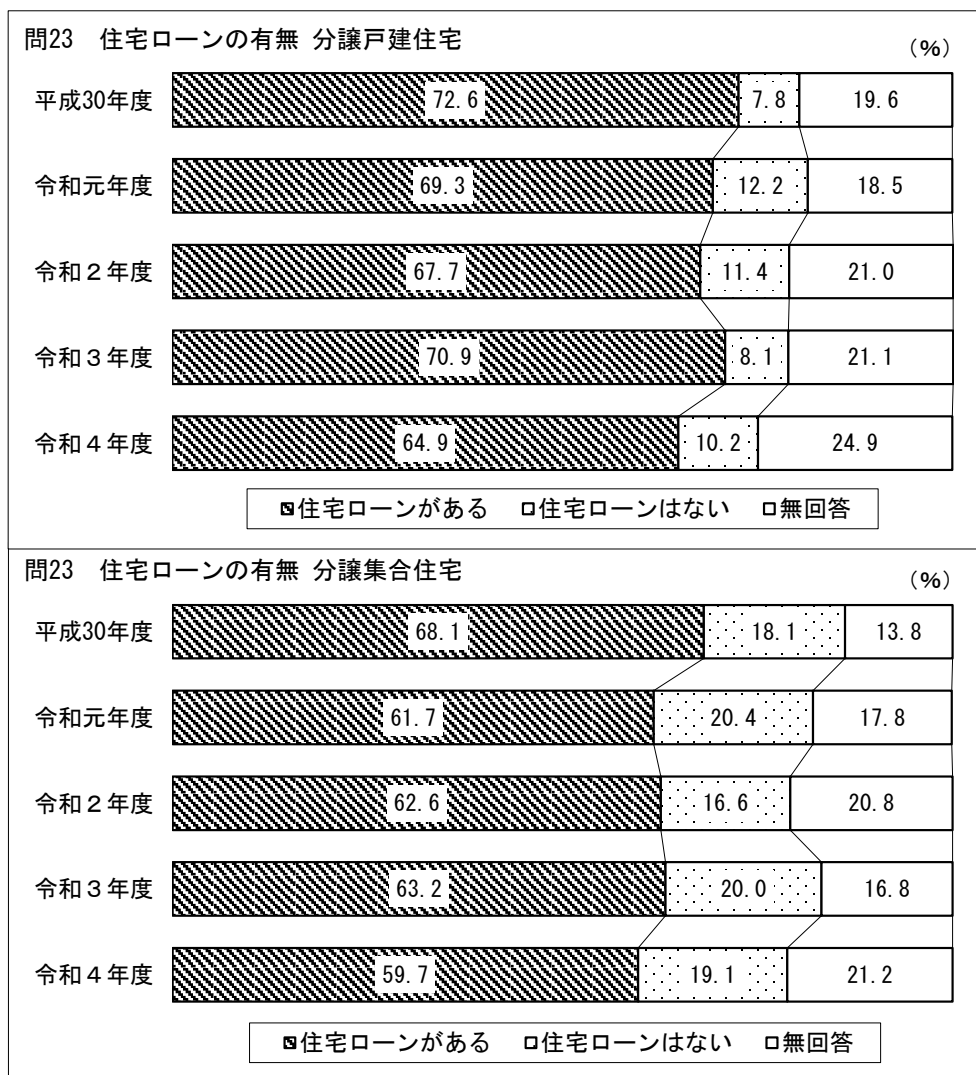 問23　住宅ローンの有無 分譲戸建住宅
（%）
平成30年度 72.6 7.8 19.6
令和元年度 69.3 12.2 18.5
令和２年度 67.7 11.4 21.0
令和３年度 70.9 8.1 21.1
令和４年度 64.9 10.2 24.9
住宅ローンがある 住宅ローンはない 無回答
問23　住宅ローンの有無 分譲集合住宅
（%）
平成30年度 68.1 18.1 13.8
令和元年度 61.7 20.4 17.8
令和２年度 62.6 16.6 20.8
令和３年度 63.2 20.0 16.8
令和４年度 59.7 19.1 21.2
住宅ローンがある 住宅ローンはない 無回答